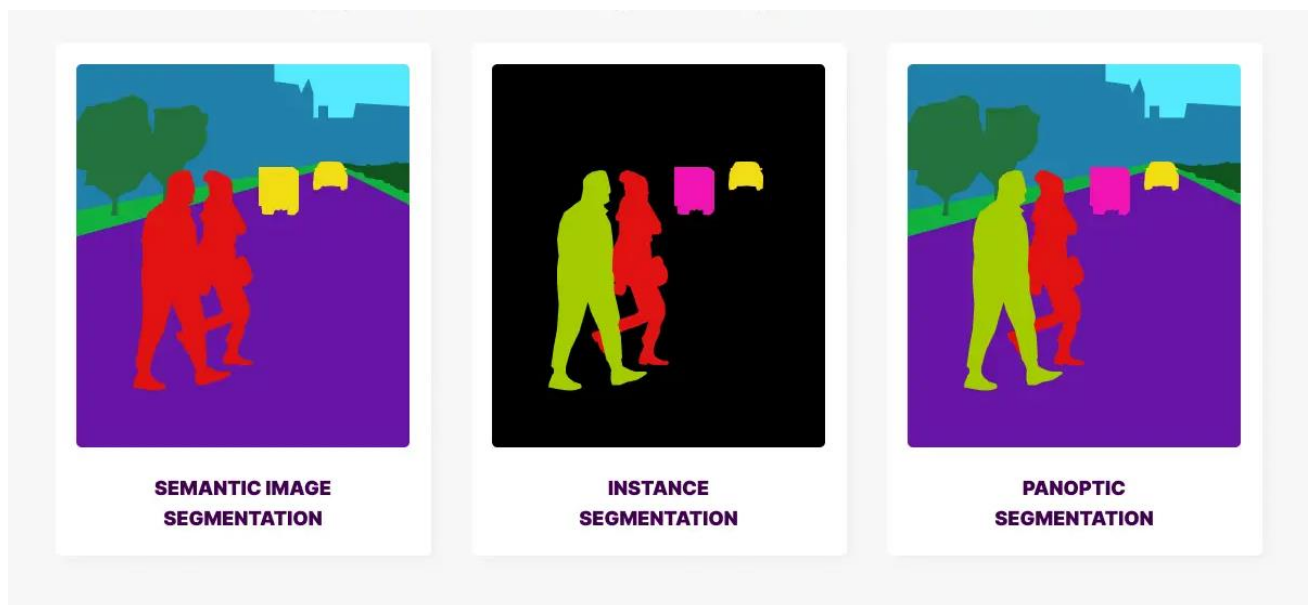 SEMANTIC IMAGE
SEGMENTATION
INSTANCE
SEGMENTATION
PANOPTIC
SEGMENTATION